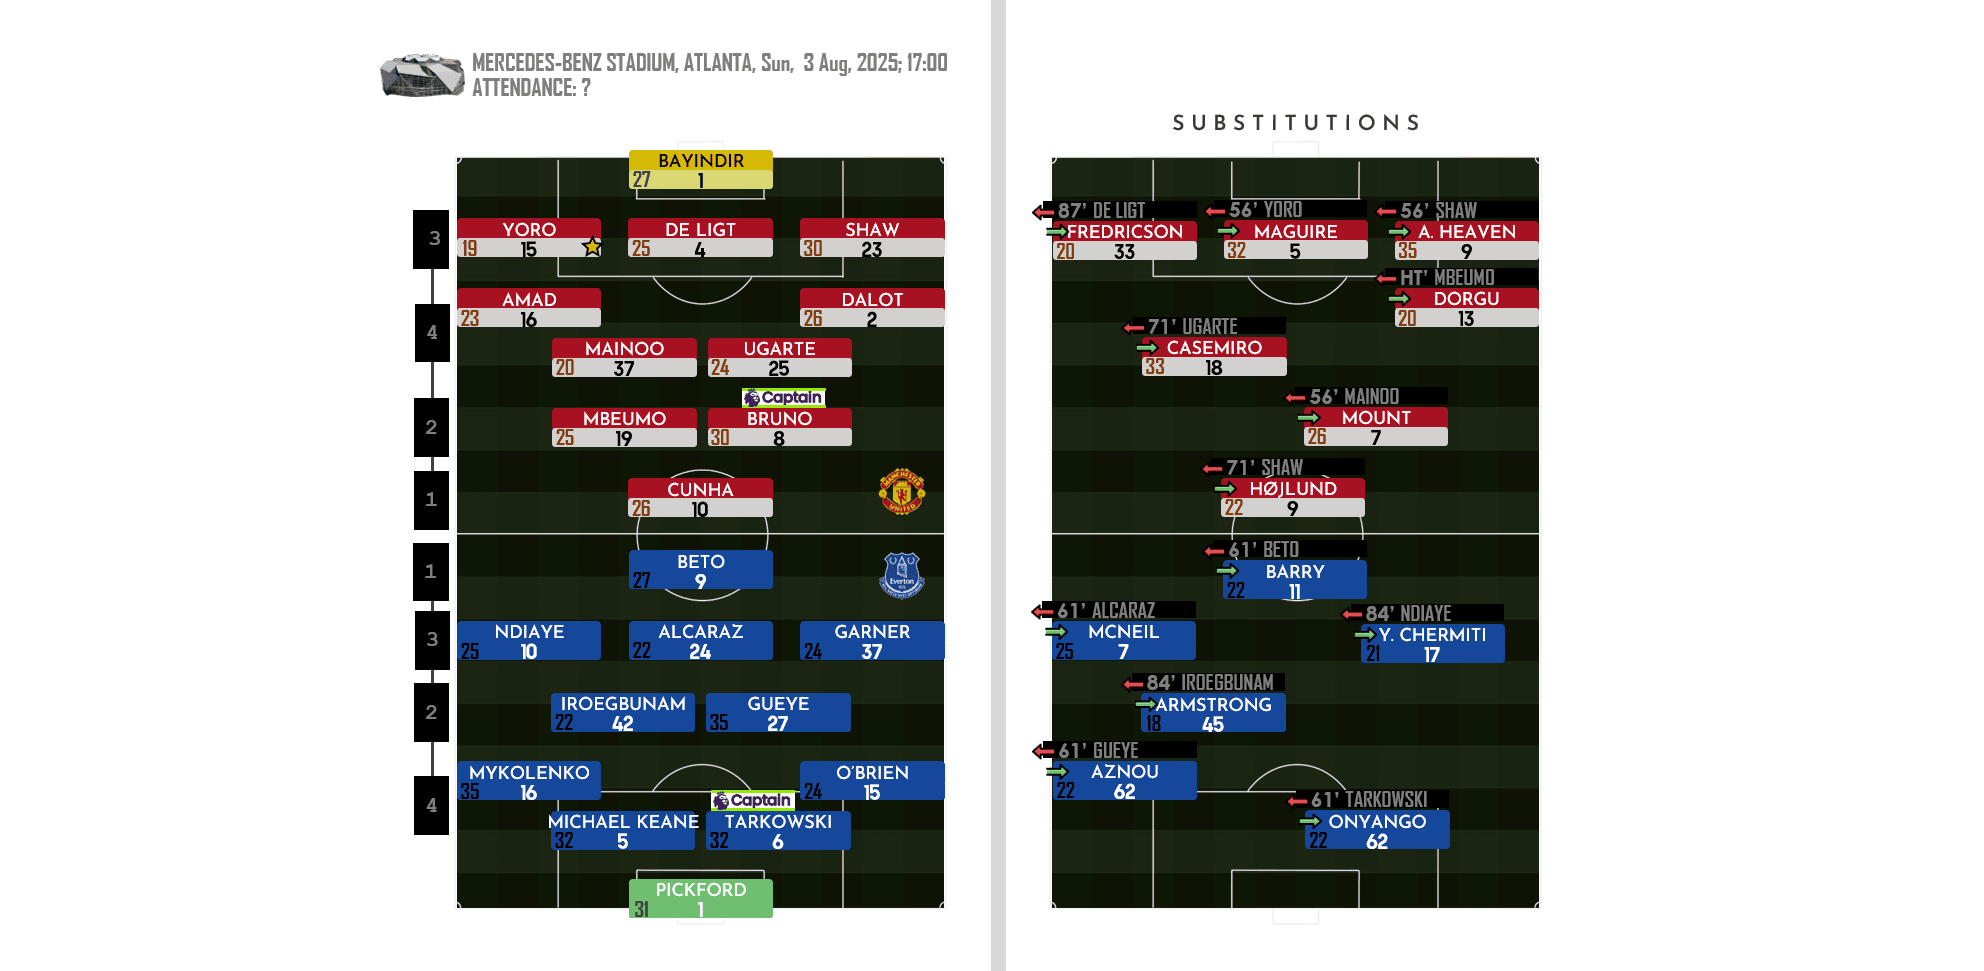 MERCEDES-BENZ STADIUM, ATLANTA, Sun, 3 Aug, 2025; 17:00
ATTENDANCE: ?
BAYINDIR
27 1
3
YORO
19 15
DE LIGT
25 4
SHAW
30 23
4
AMAD
23 16
DALOT
26 2
MAINOO
20 37
UGARTE
24 25
2
Captain
MBEUMO
25 19
BRUNO
30 8
1
CUNHA
26 10
MANCHESTER
UNITED
1
BETO
27 9
Everton
3
NDIAYE
25 10
ALCARAZ
22 24
GARNER
24 37
2
IROEGBUNAM
22 42
GUEYE
35 27
4
MYKOLENKO
35 16
O'BRIEN
24 15
Captain
MICHAEL KEANE
32 5
TARKOWSKI
32 6
PICKFORD
31 1
SUBSTITUTIONS
87' DE LIGT
FREDRICSON
20 33
56' YORO
MAGUIRE
32 5
56' SHAW
A. HEAVEN
35 9
HT' MBEUMO
DORGU
20 13
71' UGARTE
CASEMIRO
33 18
56' MAINOO
MOUNT
26 7
71' SHAW
HØJLUND
22 9
61' BETO
BARRY
22 11
61' ALCARAZ
MCNEIL
25 7
84' NDIAYE
Y. CHERMITI
21 17
84' IROEGBUNAM
ARMSTRONG
18 45
61' GUEYE
AZNOU
22 62
61' TARKOWSKI
ONYANGO
22 62